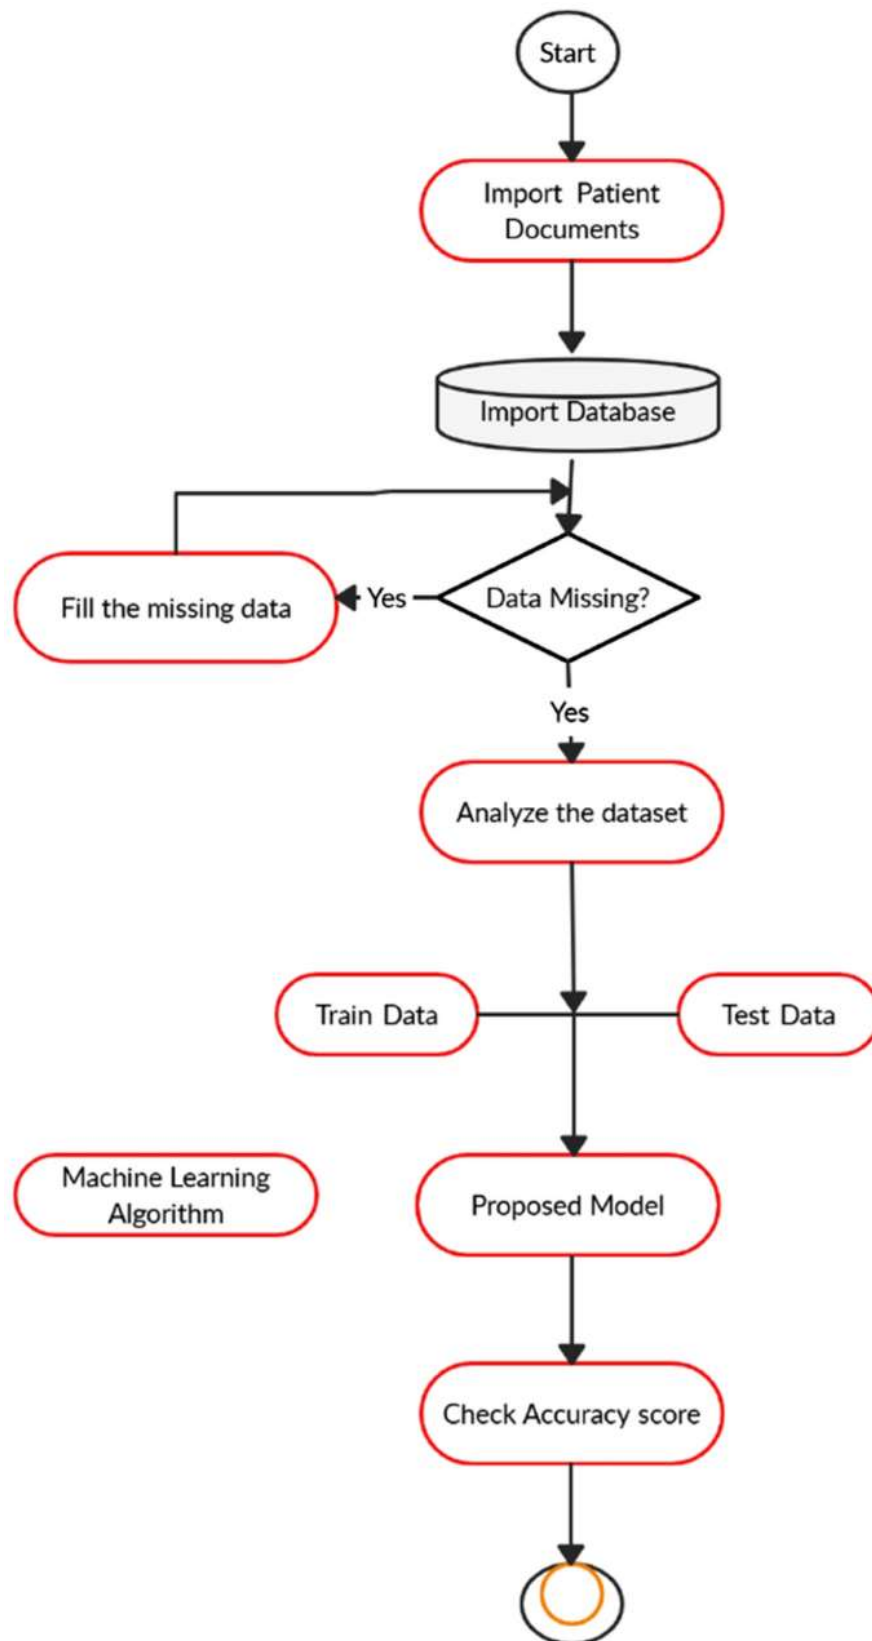 Start
Import Patient
Documents
Import Database
Data Missing?
Yes
Fill the missing data
Yes
Analyze the dataset
Train Data
Test Data
Machine Learning
Algorithm
Proposed Model
Check Accuracy score